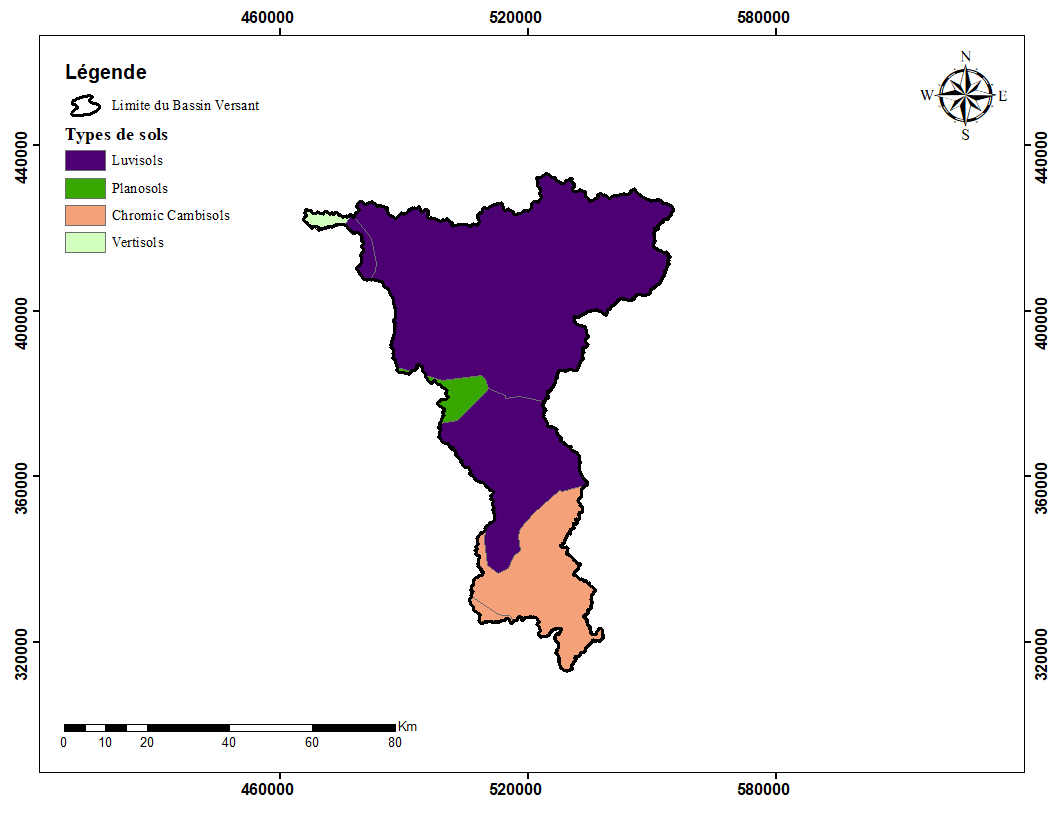 460000 520000 580000
Légende
Limite du Bassin Versant
Types de sols
Luvisols
Planosols
Chromic Cambisols
Vertisols
N
W E
S
440000 440000
400000 400000
360000 360000
320000 320000
Km
0 10 20 40 60 80
460000 520000 580000